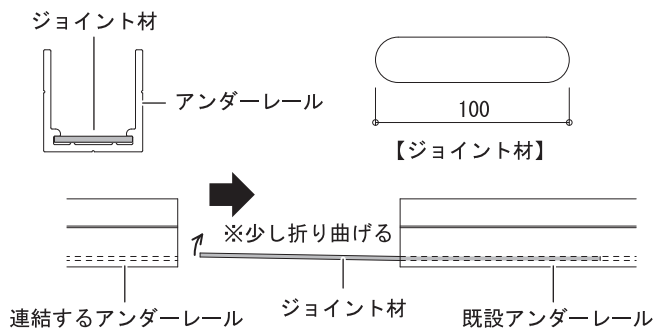 ジョイント材
アンダーレール
100
【ジョイント材】
※少し折り曲げる
連結するアンダーレール
ジョイント材
既設アンダーレール